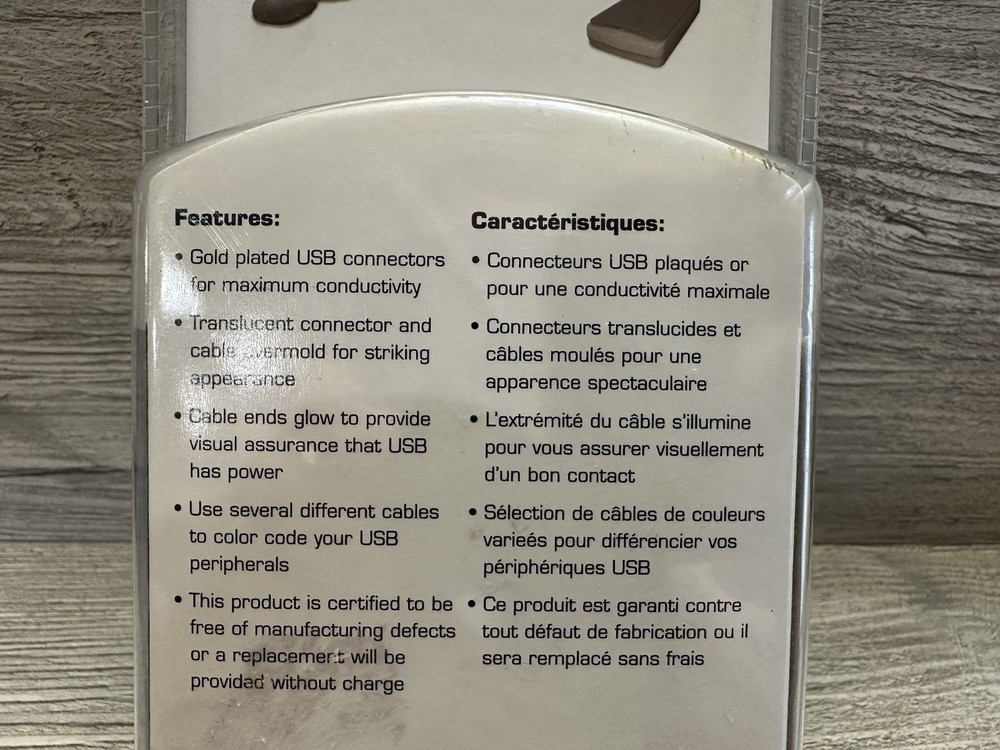 Features:
• Gold plated USB connectors
for maximum conductivity
• Translucent connector and
cable overmold for striking
appearance
• Cable ends glow to provide
visual assurance that USB
has power
• Use several different cables
to color code your USB
peripherals
• This product is certified to be
free of manufacturing defects
or a replacement will be
provided without charge
Caractéristiques:
• Connecteurs USB plaqués or
pour une conductivité maximale
• Connecteurs translucides et
câbles moulés pour une
apparence spectaculaire
• L'extrémité du câble s'illumine
pour vous assurer visuellement
d'un bon contact
• Sélection de câbles de couleurs
varieés pour différencier vos
périphériques USB
• Ce produit est garanti contre
tout défaut de fabrication ou il
sera remplacé sans frais